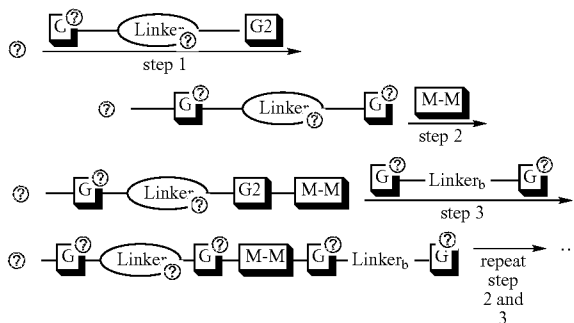 G Linker G2
step 1
G Linker G M-M
step 2
G Linker G2 M-M G Linker_b G
step 3
G Linker G M-M G Linker_b G repeat
step
2 and
3
..